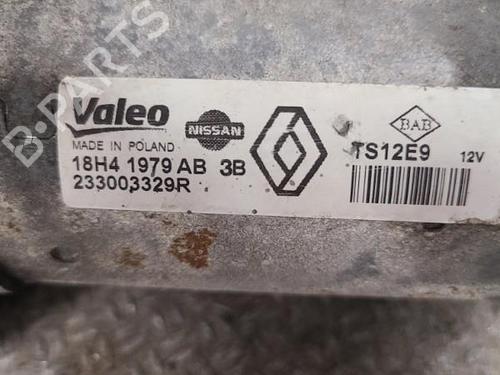 B-PARTS
Valeo
NISSAN
BAB
MADE IN POLAND
TS12E9 12V
18H4 1979 AB 3B
233003329R